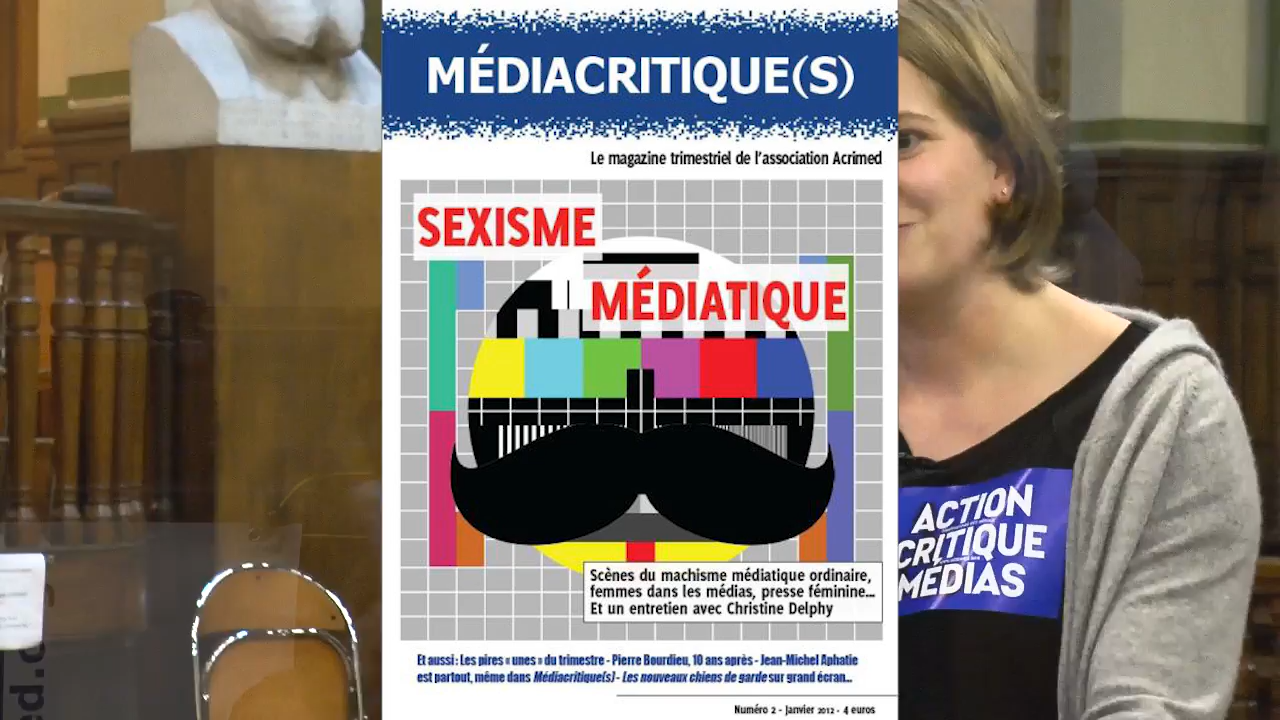 MÉDIACRITIQUE(S)
Le magazine trimestriel de l'association Acrimed
SEXISME
MÉDIATIQUE
Scènes du machisme médiatique ordinaire,
femmes dans les médias, presse féminine...
Et un entretien avec Christine Delphy
Et aussi : Les pires « unes » du trimestre - Pierre Bourdieu, 10 ans après - Jean-Michel Aphatie
est partout, même dans Médiacritique(s) - Les nouveaux chiens de garde sur grand écran...
Numéro 2 - Janvier 2012 - 4 euros
ACTION
CRITIQUE
MÉDIAS